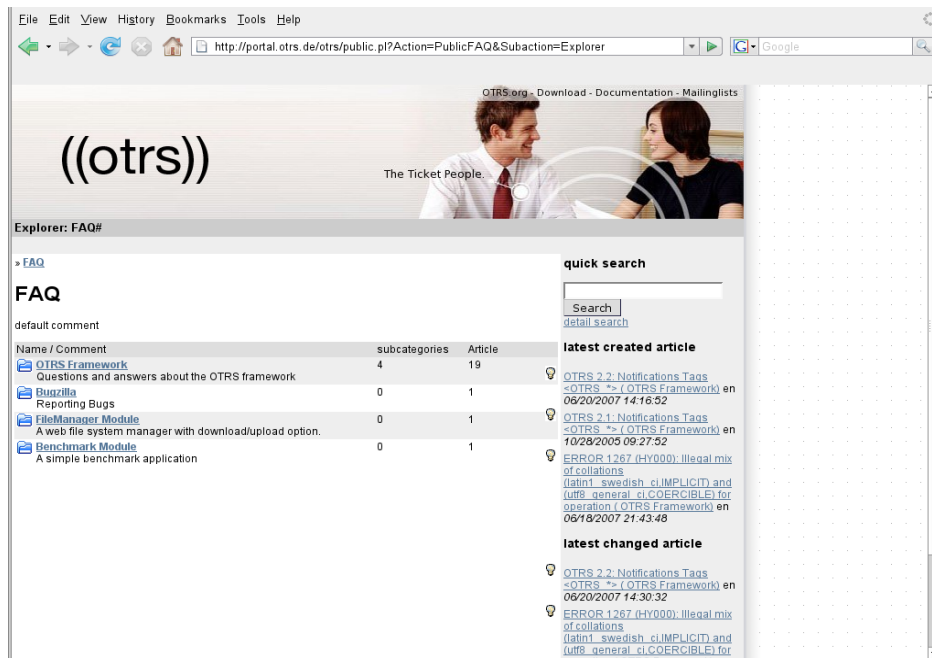 File Edit View History Bookmarks Tools Help
http://portal.otrs.de/otrs/public.pl?Action=PublicFAQ&Subaction=Explorer
G Google
OTRS.org - Download - Documentation - Mailinglists
((otrs))
The Ticket People.
Explorer: FAQ#
» FAQ
FAQ
default comment
Name / Comment subcategories Article
OTRS Framework 4 19
Questions and answers about the OTRS framework
Bugzilla 0 1
Reporting Bugs
FileManager Module 0 1
A web file system manager with download/upload option.
Benchmark Module 0 1
A simple benchmark application
quick search
Search
detail search
latest created article
OTRS 2.2: Notifications Tags
<OTRS_*> ( OTRS Framework) en
06/20/2007 14:16:52
OTRS 2.1: Notifications Tags
<OTRS_*> ( OTRS Framework) en
10/28/2005 09:27:52
ERROR 1267 (HY000): Illegal mix
of collations
(latin1_swedish_ci,IMPLICIT) and
(utf8_general_ci,COERCIBLE) for
operation ( OTRS Framework) en
06/18/2007 21:43:48
latest changed article
OTRS 2.2: Notifications Tags
<OTRS_*> ( OTRS Framework) en
06/20/2007 14:30:32
ERROR 1267 (HY000): Illegal mix
of collations
(latin1_swedish_ci,IMPLICIT) and
(utf8_general_ci,COERCIBLE) for